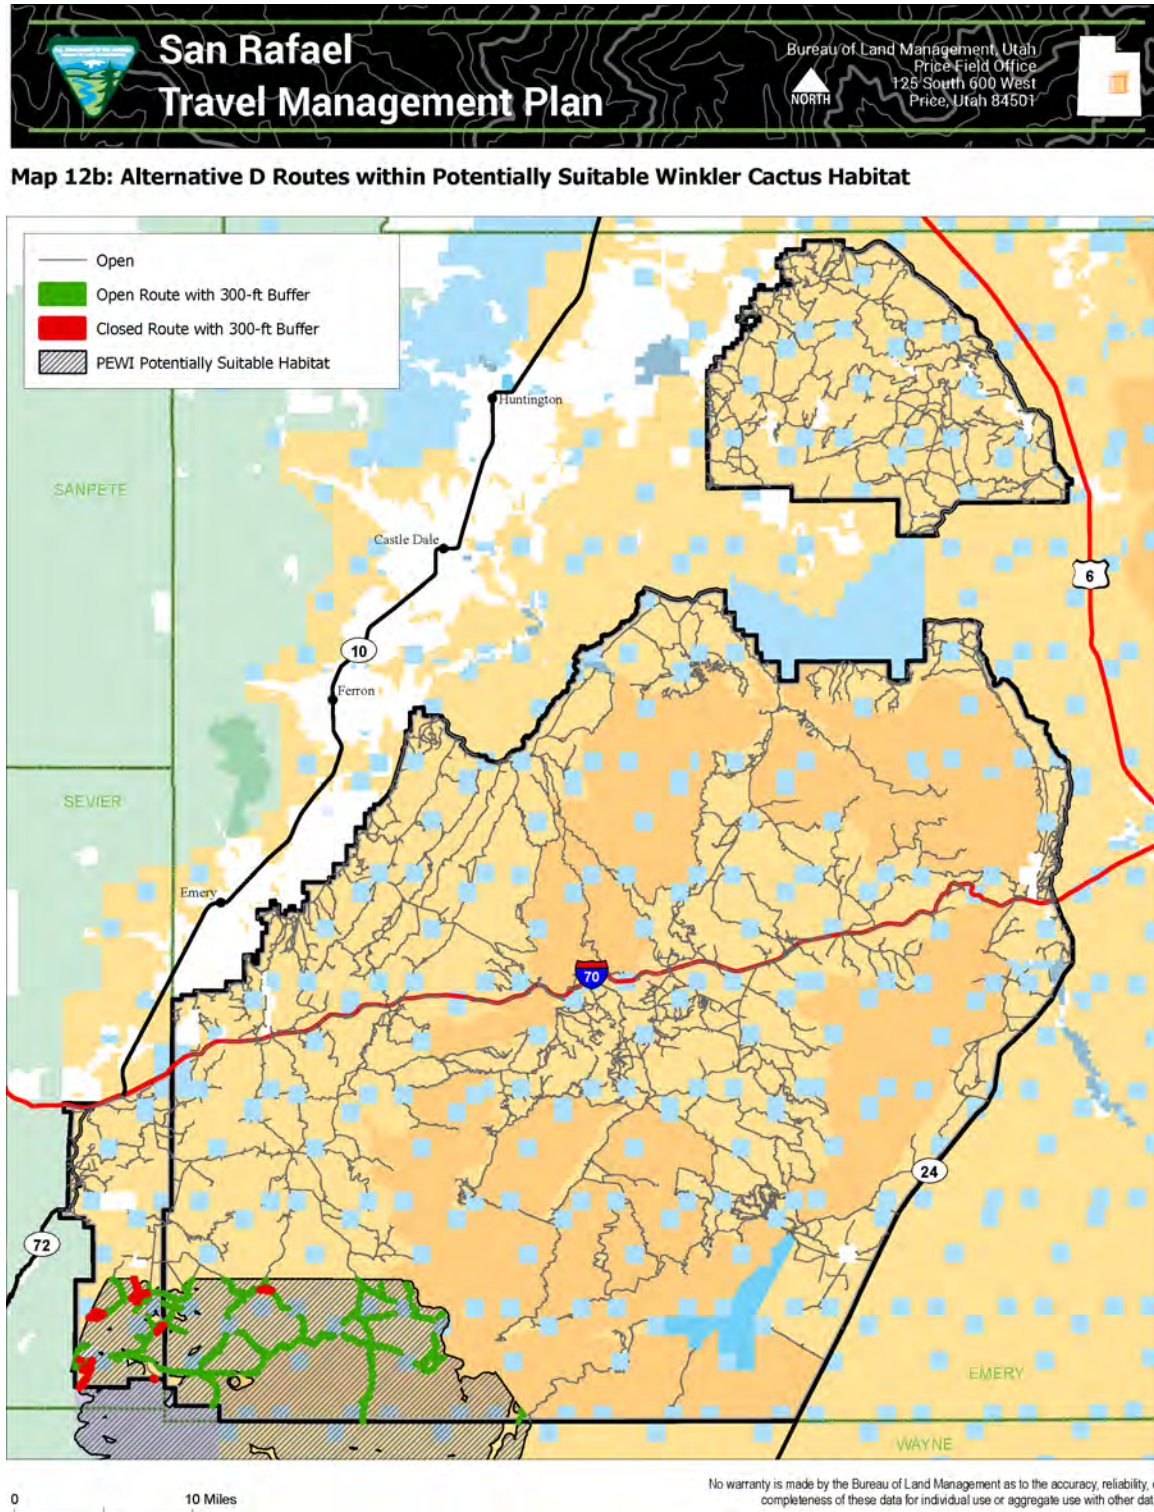 San Rafael
Travel Management Plan
NORTH
Bureau of Land Management, Utah
Price Field Office
125 South 600 West
Price, Utah 84501
Map 12b: Alternative D Routes within Potentially Suitable Winkler Cactus Habitat
Open
Open Route with 300-ft Buffer
Closed Route with 300-ft Buffer
PEWI Potentially Suitable Habitat
Huntington
SANPETE
Castle Dale
6
10
Ferron
SEVIER
Emery
70
24
72
EMERY
WAYNE
0 10 Miles
No warranty is made by the Bureau of Land Management as to the accuracy, reliability,
completeness of these data for individual use or aggregate use with other dat